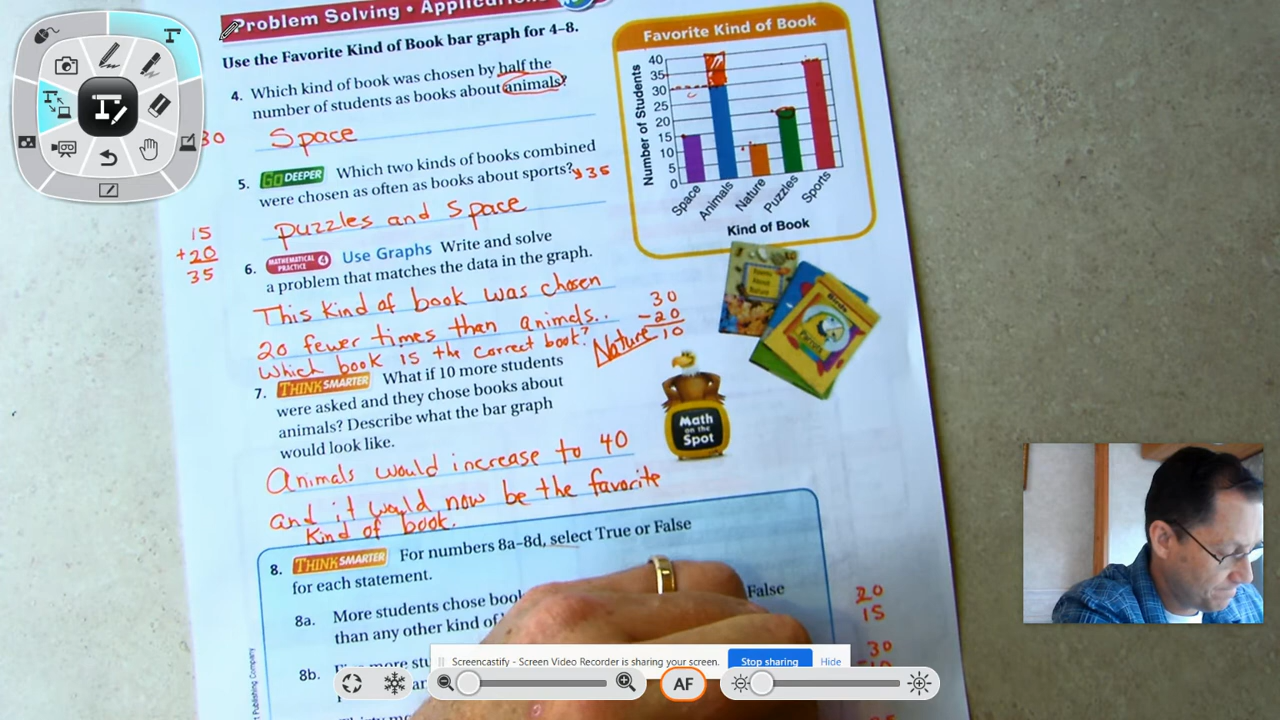 Problem Solving • Applications
Use the Favorite Kind of Book bar graph for 4–8.
4. Which kind of book was chosen by half the
number of students as books about animals?
30
Space
5. Go DEEPER Which two kinds of books combined
were chosen as often as books about sports?
35
Puzzles and Space
15
+20
35
6. MATHEMATICAL PRACTICE 4 Use Graphs Write and solve
a problem that matches the data in the graph.
This kind of book was chosen
20 fewer times than animals..
Which book is the correct book?
Nature
30
-20
10
7. THINK SMARTER What if 10 more students
were asked and they chose books about
animals? Describe what the bar graph
would look like.
Animals would increase to 40
and it would now be the favorite
kind of book.
8. THINK SMARTER For numbers 8a–8d, select True or False
for each statement.
8a. More students chose
than any other kind of
False
8b.
more
20
15
30
Favorite Kind of Book
Number of Students
40
35
30
25
20
15
10
5
0
Space
Animals
Nature
Puzzles
Sports
Kind of Book
Birds
Parrots
Math
on the
Spot
Publishing Company
Screencastify - Screen Video Recorder is sharing your screen.
Stop sharing
Hide
AF
T
T